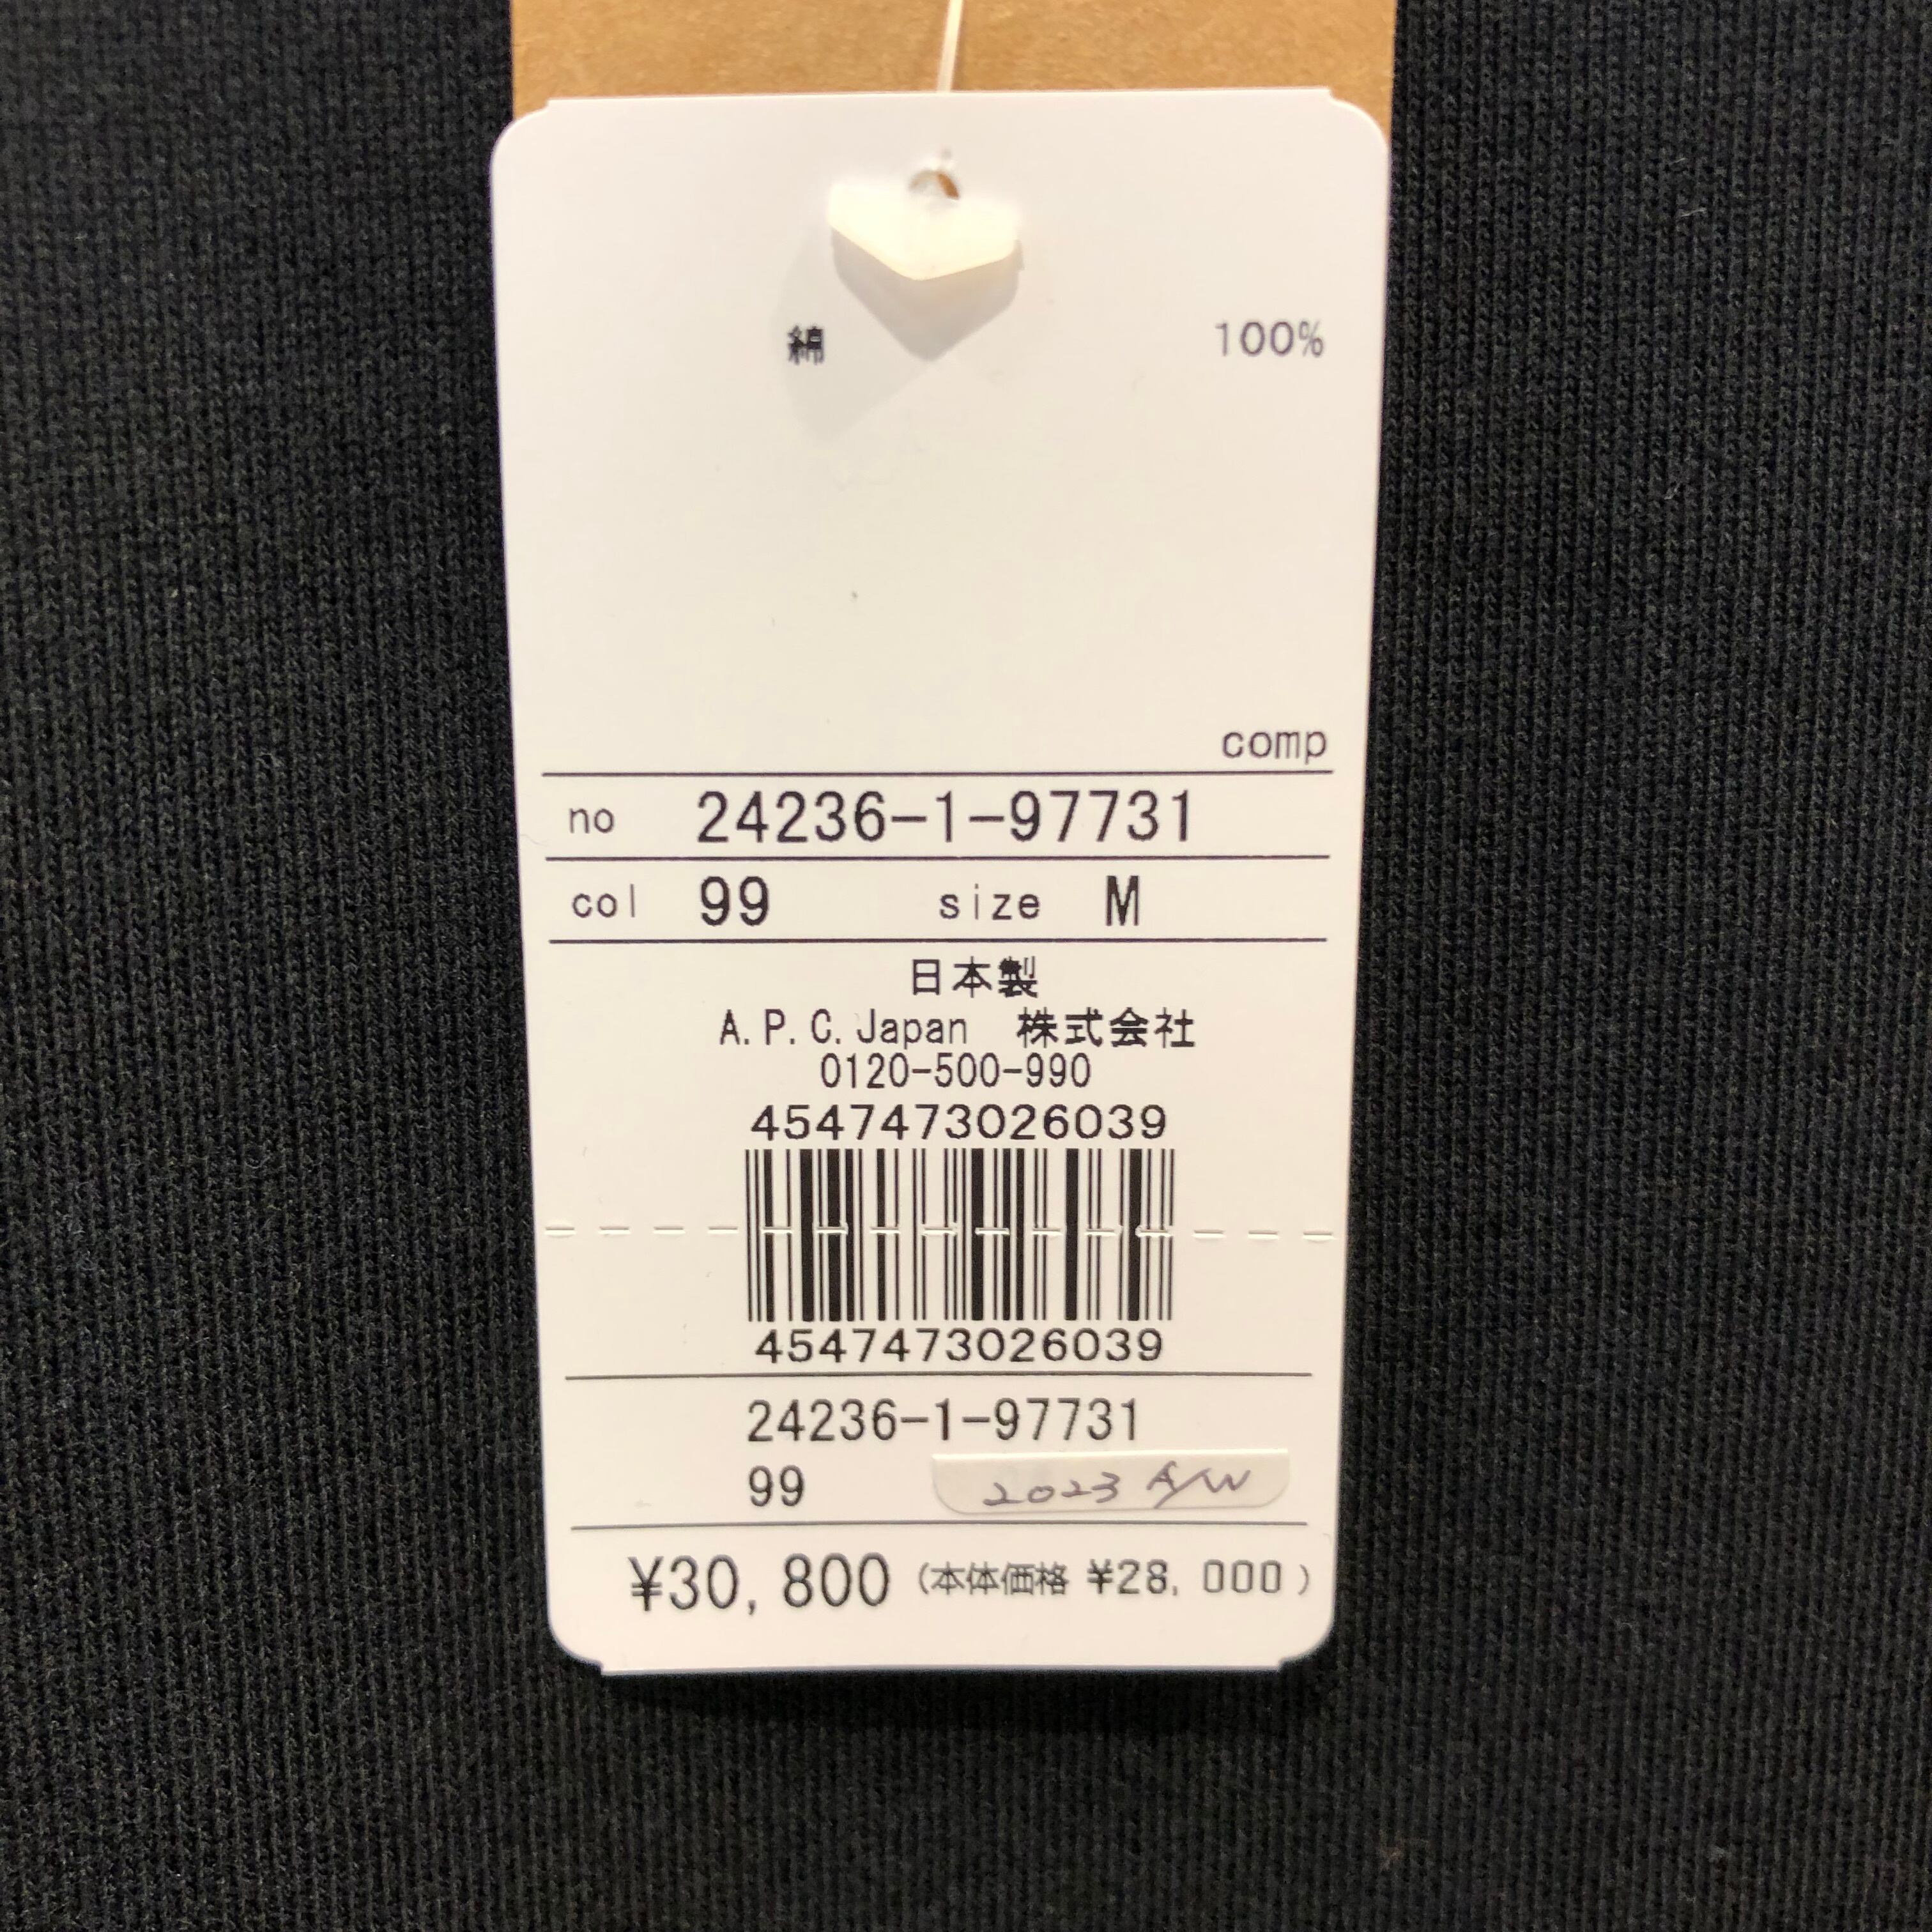 綿 100%
comp
no 24236-1-97731
col 99 size M
日本製
A.P.C.Japan 株式会社
0120-500-990
4547473026039
4547473026039
24236-1-97731
99 2023 A/W
¥30,800 (本体価格 ¥28,000)